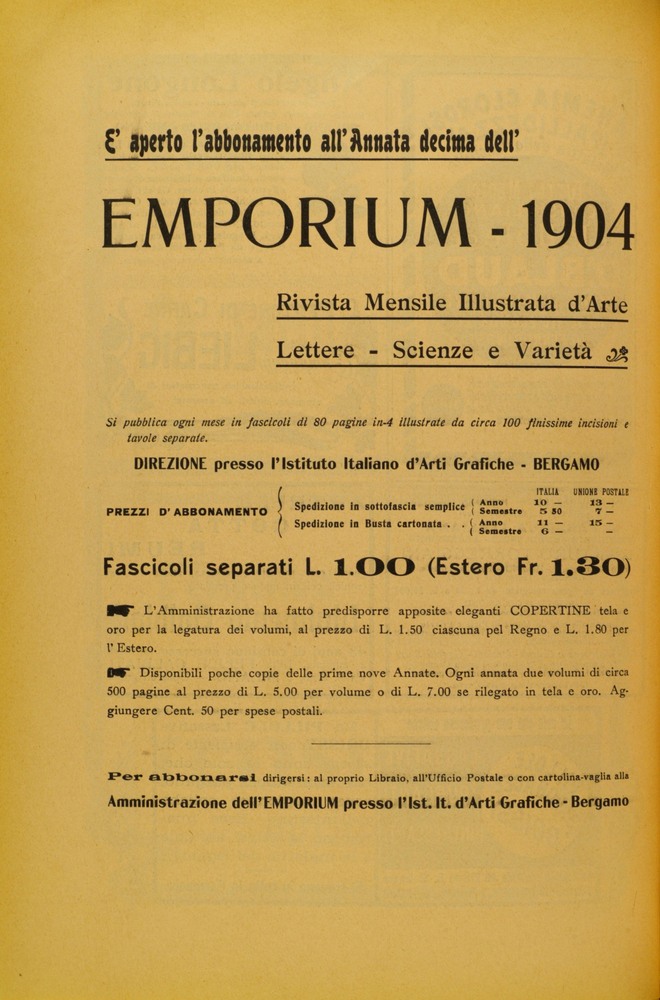 E' aperto l'abbonamento all'Annata decima dell'
EMPORIUM - 1904
Rivista Mensile Illustrata d'Arte
Lettere - Scienze e Varietà
Si pubblica ogni mese in fascicoli di 80 pagine in-4 illustrate da circa 100 finissime incisioni e
tavole separate.
DIREZIONE presso l'Istituto Italiano d'Arti Grafiche - BERGAMO
ITALIA UNIONE POSTALE
PREZZI D'ABBONAMENTO
Spedizione in sottofascia semplice { Anno 10 — 13 —
Semestre 5 50 7 —
Spedizione in Busta cartonata . . { Anno 11 — 15 —
Semestre 6 — —
Fascicoli separati L. 1.00 (Estero Fr. 1.30)
☛ L'Amministrazione ha fatto predisporre apposite eleganti COPERTINE tela e
oro per la legatura dei volumi, al prezzo di L. 1.50 ciascuna pel Regno e L. 1.80 per
l'Estero.
☛ Disponibili poche copie delle prime nove Annate. Ogni annata due volumi di circa
500 pagine al prezzo di L. 5.00 per volume o di L. 7.00 se rilegato in tela e oro. Ag-
giungere Cent. 50 per spese postali.
Per abbonarsi dirigersi: al proprio Libraio, all'Ufficio Postale o con cartolina-vaglia alla
Amministrazione dell'EMPORIUM presso l'Ist. It. d'Arti Grafiche - Bergamo